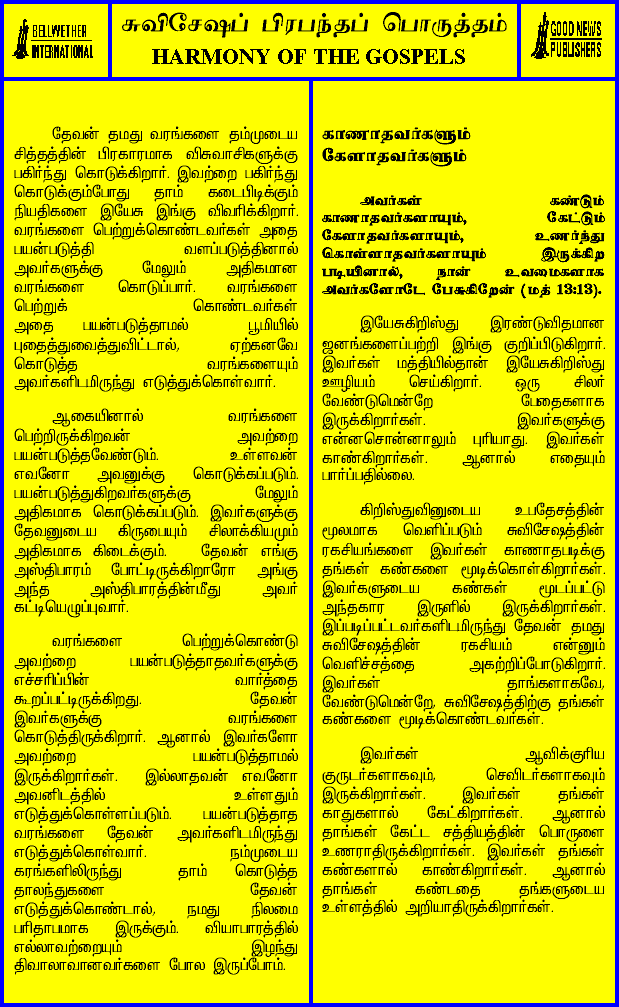 BELLWETHER
INTERNATIONAL
சுவிசேஷப் பிரபந்தப் பொருத்தம்
HARMONY OF THE GOSPELS
GOOD NEWS
PUBLISHERS
தேவன் தமது வரங்களை தம்முடைய
சித்தத்தின் பிரகாரமாக விசுவாசிகளுக்கு
பகிர்ந்து கொடுக்கிறார். இவற்றை பகிர்ந்து
கொடுக்கும்போது தாம் கடைபிடிக்கும்
நியதிகளை இயேசு இங்கு விவரிக்கிறார்.
வரங்களை பெற்றுக்கொண்டவர்கள் அதை
பயன்படுத்தி வளப்படுத்தினால்
அவர்களுக்கு மேலும் அதிகமான
வரங்களை கொடுப்பார். வரங்களை
பெற்றுக் கொண்டவர்கள்
அதை பயன்படுத்தாமல் பூமியில்
புதைத்துவைத்துவிட்டால், ஏற்கனவே
கொடுத்த வரங்களையும்
அவர்களிடமிருந்து எடுத்துக்கொள்வார்.
ஆகையினால் வரங்களை
பெற்றிருக்கிறவன் அவற்றை
பயன்படுத்தவேண்டும். உள்ளவன்
எவனோ அவனுக்கு கொடுக்கப்படும்.
பயன்படுத்துகிறவர்களுக்கு மேலும்
அதிகமாக கொடுக்கப்படும். இவர்களுக்கு
தேவனுடைய கிருபையும் சிலாக்கியமும்
அதிகமாக கிடைக்கும். தேவன் எங்கு
அஸ்திபாரம் போட்டிருக்கிறாரோ அங்கு
அந்த அஸ்திபாரத்தின்மீது அவர்
கட்டியெழுப்புவார்.
வரங்களை பெற்றுக்கொண்டு
அவற்றை பயன்படுத்தாதவர்களுக்கு
எச்சரிப்பின் வார்த்தை
கூறப்பட்டிருக்கிறது. தேவன்
இவர்களுக்கு வரங்களை
கொடுத்திருக்கிறார். ஆனால் இவர்களோ
அவற்றை பயன்படுத்தாமல்
இருக்கிறார்கள். இல்லாதவன் எவனோ
அவனிடத்தில் உள்ளதும்
எடுத்துக்கொள்ளப்படும். பயன்படுத்தாத
வரங்களை தேவன் அவர்களிடமிருந்து
எடுத்துக்கொள்வார். நம்முடைய
கரங்களிலிருந்து தாம் கொடுத்த
தாலந்துகளை தேவன்
எடுத்துக்கொண்டால், நமது நிலமை
பரிதாபமாக இருக்கும். வியாபாரத்தில்
எல்லாவற்றையும் இழந்து
திவாலாவானவர்களை போல இருப்போம்.
காணாதவர்களும்
கேளாதவர்களும்
அவர்கள் கண்டும்
காணாதவர்களாயும், கேட்டும்
கேளாதவர்களாயும், உணர்ந்து
கொள்ளாதவர்களாயும் இருக்கிற
படியினால், நான் உவமைகளாக
அவர்களோடே பேசுகிறேன் (மத் 13:13).
இயேசுகிறிஸ்து இரண்டுவிதமான
ஜனங்களைப்பற்றி இங்கு குறிப்பிடுகிறார்.
இவர்கள் மத்தியில்தான் இயேசுகிறிஸ்து
ஊழியம் செய்கிறார். ஒரு சிலர்
வேண்டுமென்றே பேதைகளாக
இருக்கிறார்கள். இவர்களுக்கு
என்னசொன்னாலும் புரியாது. இவர்கள்
காண்கிறார்கள். ஆனால் எதையும்
பார்ப்பதில்லை.
கிறிஸ்துவினுடைய உபதேசத்தின்
மூலமாக வெளிப்படும் சுவிசேஷத்தின்
ரகசியங்களை இவர்கள் காணாதபடிக்கு
தங்கள் கண்களை மூடிக்கொள்கிறார்கள்.
இவர்களுடைய கண்கள் மூடப்பட்டு
அந்தகார இருளில் இருக்கிறார்கள்.
இப்படிப்பட்டவர்களிடமிருந்து தேவன் தமது
சுவிசேஷத்தின் ரகசியம் என்னும்
வெளிச்சத்தை அகற்றிப்போடுகிறார்.
இவர்கள் தாங்களாகவே,
வேண்டுமென்றே, சுவிசேஷத்திற்கு தங்கள்
கண்களை மூடிக்கொண்டவர்கள்.
இவர்கள் ஆவிக்குரிய
குருடர்களாகவும், செவிடர்களாகவும்
இருக்கிறார்கள். இவர்கள் தங்கள்
காதுகளால் கேட்கிறார்கள். ஆனால்
தாங்கள் கேட்ட சத்தியத்தின் பொருளை
உணராதிருக்கிறார்கள். இவர்கள் தங்கள்
கண்களால் காண்கிறார்கள். ஆனால்
தாங்கள் கண்டதை தங்களுடைய
உள்ளத்தில் அறியாதிருக்கிறார்கள்.